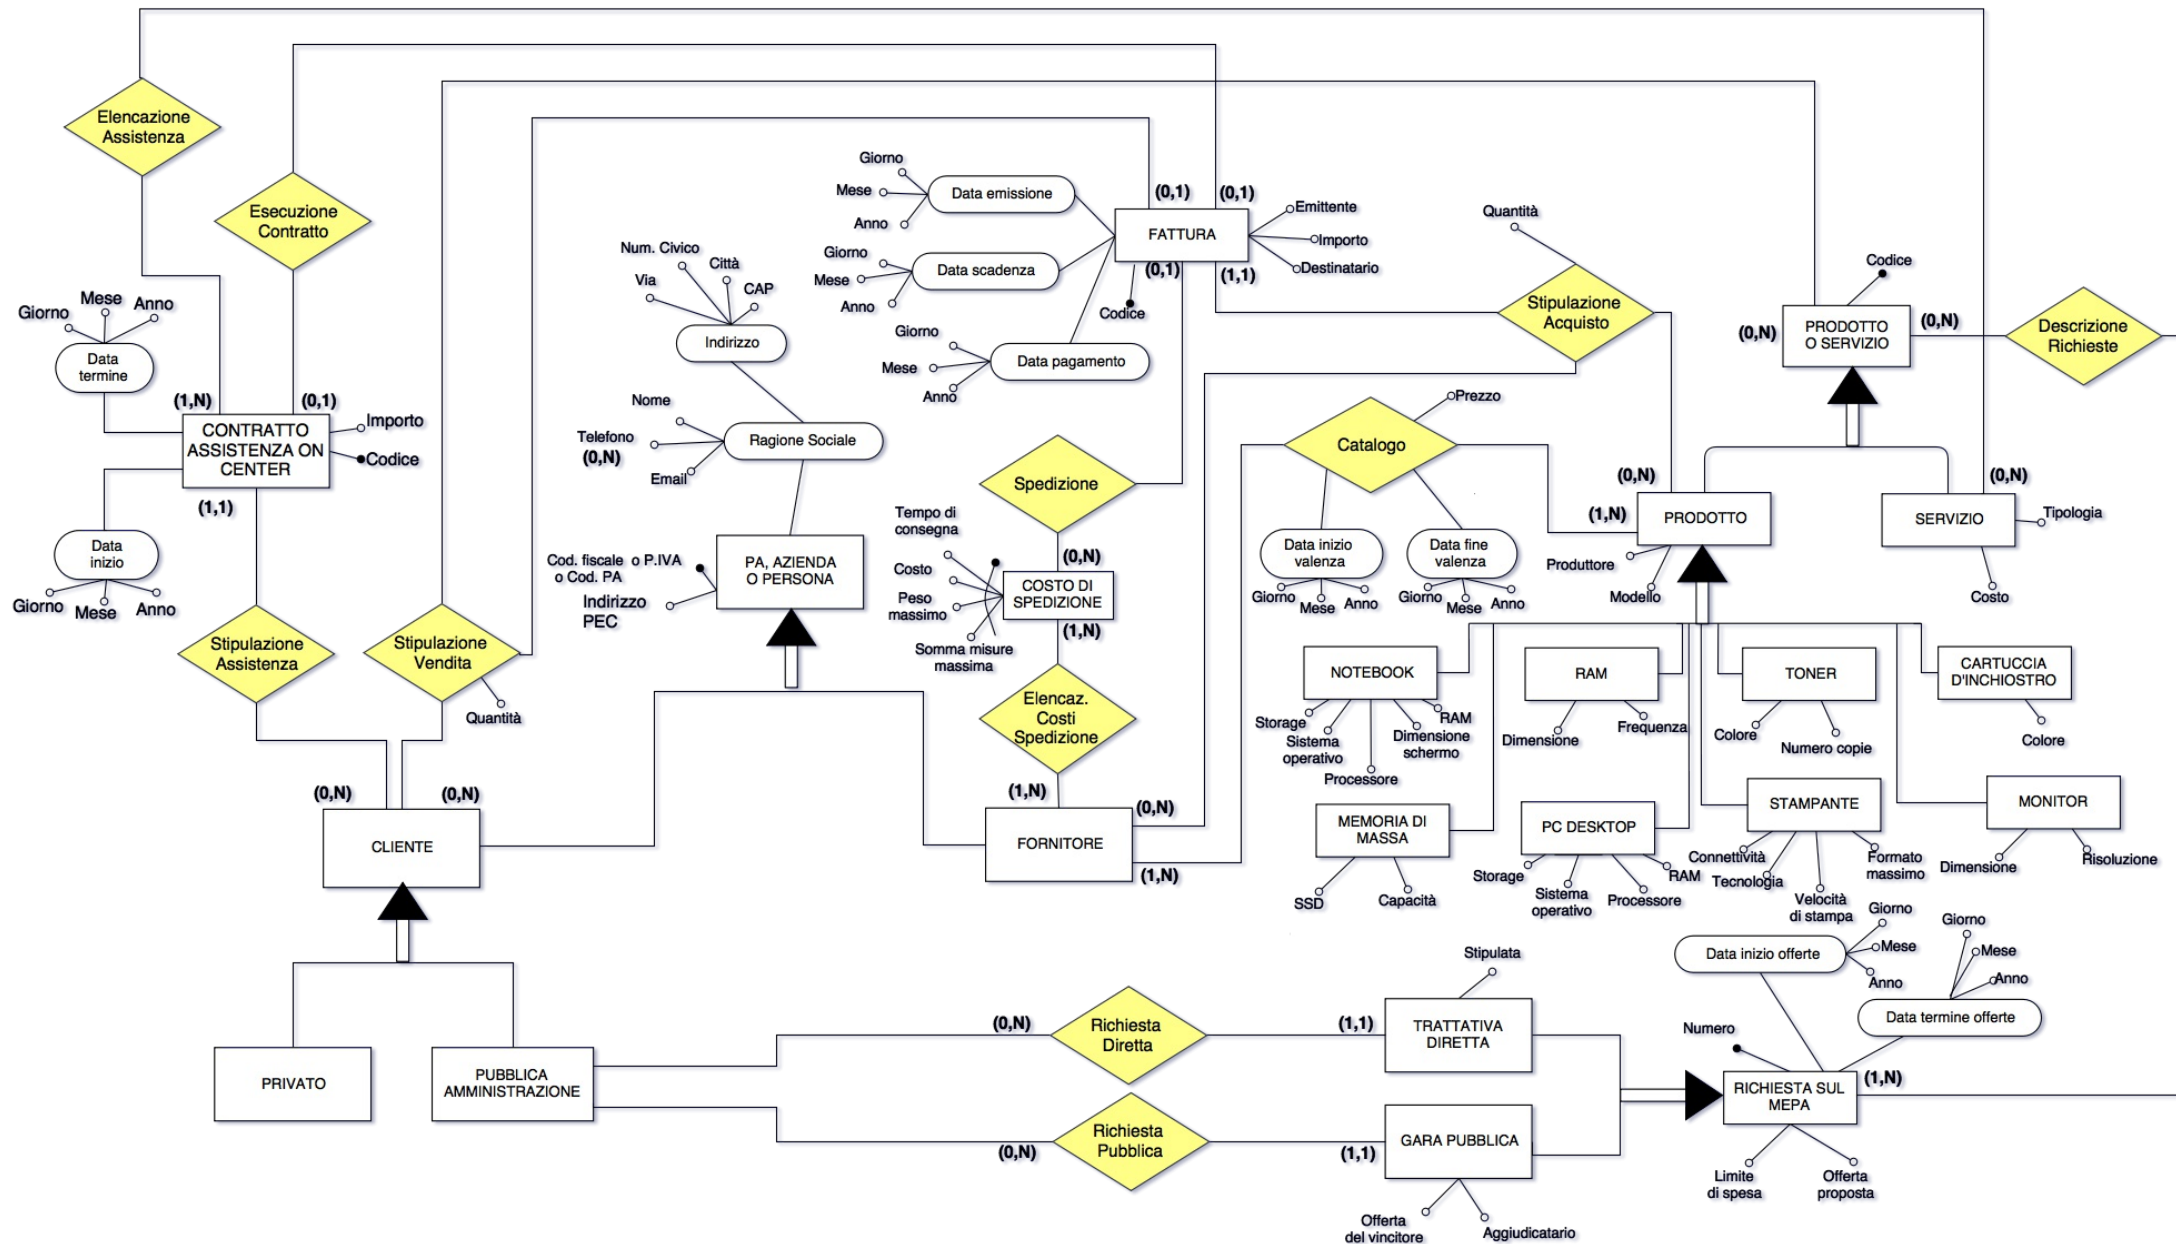 Elencazione
Assistenza
Esecuzione
Contratto
Giorno
Mese
Anno
Data
termine
(1,N)
(0,1)
CONTRATTO
ASSISTENZA ON
CENTER
Importo
Codice
(1,1)
Data
inizio
Giorno
Mese
Anno
Stipulazione
Assistenza
Stipulazione
Vendita
Quantità
(0,N)
(0,N)
CLIENTE
PRIVATO
PUBBLICA
AMMINISTRAZIONE
Num. Civico
Via
Città
CAP
Indirizzo
Nome
Telefono
(0,N)
Email
Ragione Sociale
Cod. fiscale o P.IVA
o Cod. PA
Indirizzo
PEC
PA, AZIENDA
O PERSONA
Giorno
Mese
Anno
Data emissione
Giorno
Mese
Anno
Data scadenza
Giorno
Mese
Anno
Data pagamento
(0,1)
(0,1)
FATTURA
(0,1)
(1,1)
Codice
Emittente
Importo
Destinatario
Spedizione
Tempo di
consegna
Costo
Peso
massimo
Somma misure
massima
(0,N)
COSTO DI
SPEDIZIONE
(1,N)
Elencaz.
Costi
Spedizione
(1,N)
(0,N)
FORNITORE
(1,N)
Quantità
Stipulazione
Acquisto
Prezzo
Catalogo
Data inizio
valenza
Giorno
Mese
Anno
Data fine
valenza
Giorno
Mese
Anno
Codice
(0,N)
PRODOTTO
O SERVIZIO
(0,N)
Descrizione
Richieste
(0,N)
(1,N)
PRODOTTO
Produttore
Modello
(0,N)
SERVIZIO
Tipologia
Costo
NOTEBOOK
Storage
Sistema
operativo
Processore
Dimensione
schermo
RAM
RAM
Dimensione
Frequenza
TONER
Colore
Numero copie
CARTUCCIA
D'INCHIOSTRO
Colore
MEMORIA DI
MASSA
SSD
Capacità
PC DESKTOP
Storage
Sistema
operativo
Processore
RAM
STAMPANTE
Connettività
Tecnologia
Velocità
di stampa
Formato
massimo
MONITOR
Dimensione
Risoluzione
(0,N)
Richiesta
Diretta
(1,1)
Stipulata
TRATTATIVA
DIRETTA
(0,N)
Richiesta
Pubblica
(1,1)
GARA PUBBLICA
Offerta
del vincitore
Aggiudicatario
Data inizio offerte
Giorno
Mese
Anno
Giorno
Mese
Anno
Data termine offerte
Numero
RICHIESTA SUL
MEPA
(1,N)
Limite
di spesa
Offerta
proposta